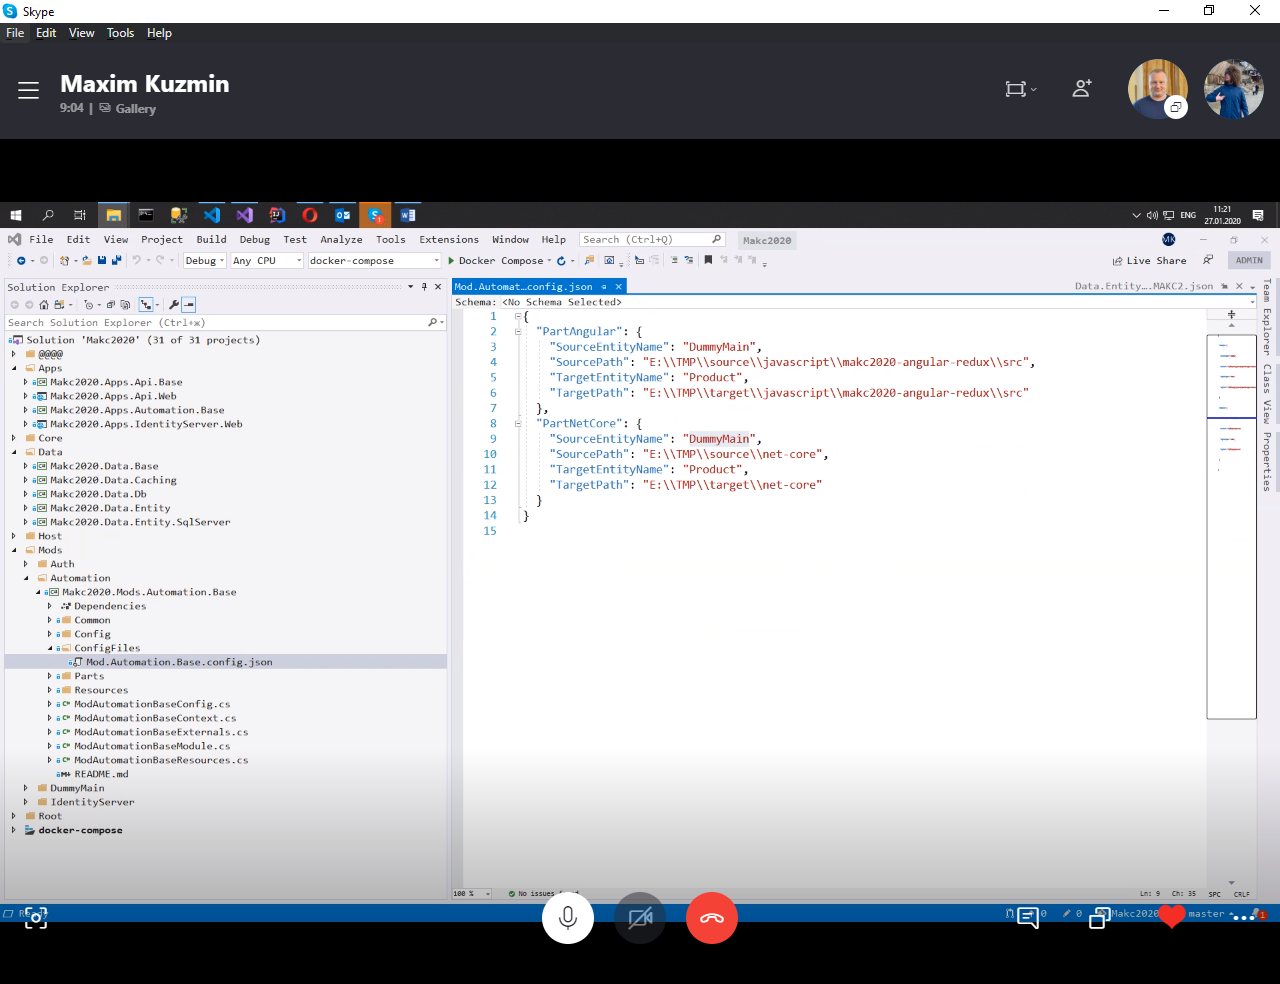 Skype
File Edit View Tools Help
Maxim Kuzmin
9:04 | Gallery
ENG
11:21
27.01.2020
File Edit View Project Build Debug Test Analyze Tools Extensions Window Help Search (Ctrl+Q) Makc2020 MK
Debug Any CPU docker-compose Docker Compose Live Share ADMIN
Solution Explorer
Mod.Automat…config.json
Data.Entity….MAKC2.json
Schema: <No Schema Selected>
Search Solution Explorer (Ctrl+ж)
Solution 'Makc2020' (31 of 31 projects)
@@@@
Apps
Makc2020.Apps.Api.Base
Makc2020.Apps.Api.Web
Makc2020.Apps.Automation.Base
Makc2020.Apps.IdentityServer.Web
Core
Data
Makc2020.Data.Base
Makc2020.Data.Caching
Makc2020.Data.Db
Makc2020.Data.Entity
Makc2020.Data.Entity.SqlServer
Host
Mods
Auth
Automation
Makc2020.Mods.Automation.Base
Dependencies
Common
Config
ConfigFiles
Mod.Automation.Base.config.json
Parts
Resources
ModAutomationBaseConfig.cs
ModAutomationBaseContext.cs
ModAutomationBaseExternals.cs
ModAutomationBaseModule.cs
ModAutomationBaseResources.cs
README.md
DummyMain
IdentityServer
Root
docker-compose
1 {
2 "PartAngular": {
3 "SourceEntityName": "DummyMain",
4 "SourcePath": "E:\\TMP\\source\\javascript\\makc2020-angular-redux\\src",
5 "TargetEntityName": "Product",
6 "TargetPath": "E:\\TMP\\target\\javascript\\makc2020-angular-redux\\src"
7 },
8 "PartNetCore": {
9 "SourceEntityName": "DummyMain",
10 "SourcePath": "E:\\TMP\\source\\net-core",
11 "TargetEntityName": "Product",
12 "TargetPath": "E:\\TMP\\target\\net-core"
13 }
14 }
15
Team Explorer
Class View
Properties
100 % No issues Ln: 9 Ch: 35 SPC CRLF
0 0 Makc2020 master 1